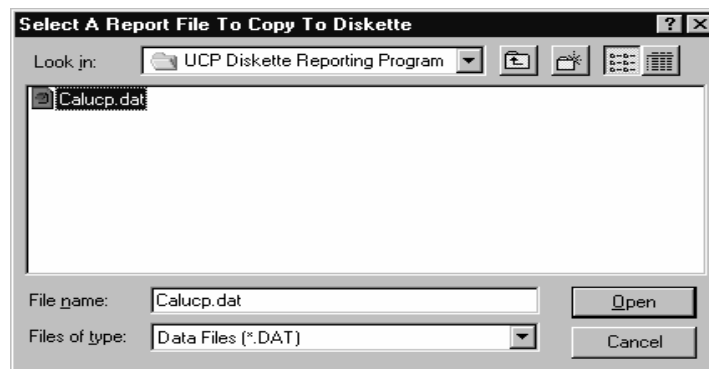 Select A Report File To Copy To Diskette
Look in: UCP Diskette Reporting Program
Calucp.dat
File name: Calucp.dat Open
Files of type: Data Files (*.DAT) Cancel